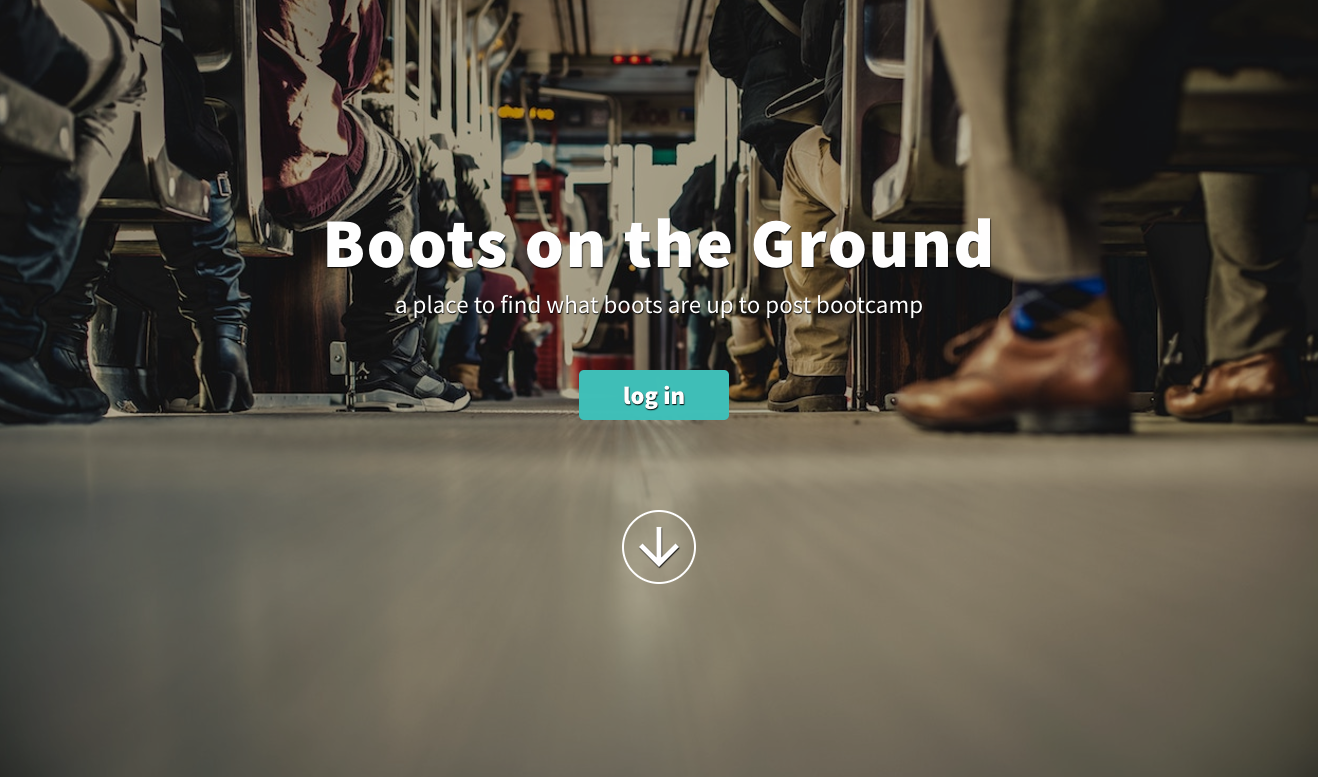 Boots on the Ground
a place to find what boots are up to post bootcamp
log in